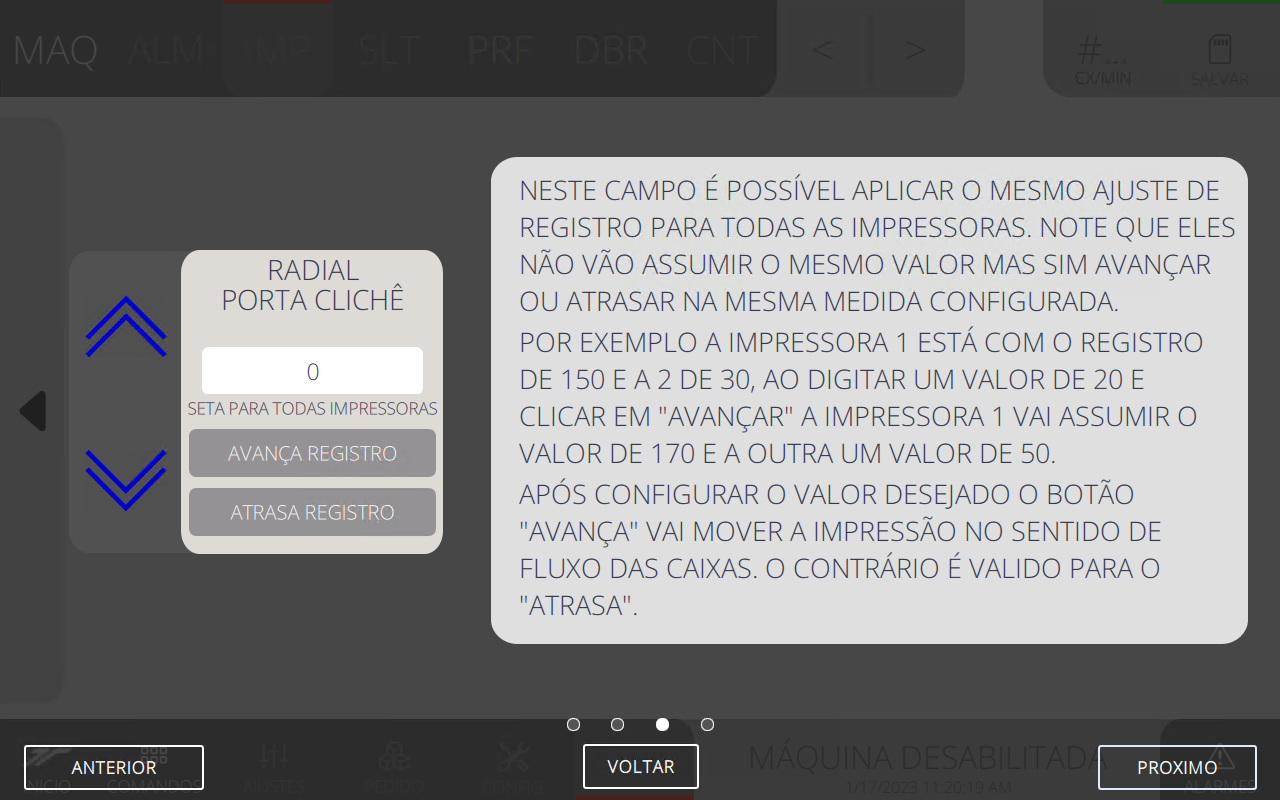 MAQ ALM IMP SLT PRF DBR CNT < > #...
CX/MIN SALVAR
NESTE CAMPO É POSSÍVEL APLICAR O MESMO AJUSTE DE
REGISTRO PARA TODAS AS IMPRESSORAS. NOTE QUE ELES
NÃO VÃO ASSUMIR O MESMO VALOR MAS SIM AVANÇAR
OU ATRASAR NA MESMA MEDIDA CONFIGURADA.
POR EXEMPLO A IMPRESSORA 1 ESTÁ COM O REGISTRO
DE 150 E A 2 DE 30, AO DIGITAR UM VALOR DE 20 E
CLICAR EM "AVANÇAR" A IMPRESSORA 1 VAI ASSUMIR O
VALOR DE 170 E A OUTRA UM VALOR DE 50.
APÓS CONFIGURAR O VALOR DESEJADO O BOTÃO
"AVANÇA" VAI MOVER A IMPRESSÃO NO SENTIDO DE
FLUXO DAS CAIXAS. O CONTRÁRIO É VALIDO PARA O
"ATRASA".
RADIAL
PORTA CLICHÊ
0
SETA PARA TODAS IMPRESSORAS
AVANÇA REGISTRO
ATRASA REGISTRO
MÁQUINA DESABILITADA
1/17/2023 11:20:19 AM
ANTERIOR
VOLTAR
PROXIMO
INICIO COMANDOS AJUSTES PEDIDO CONFIG ALARMES